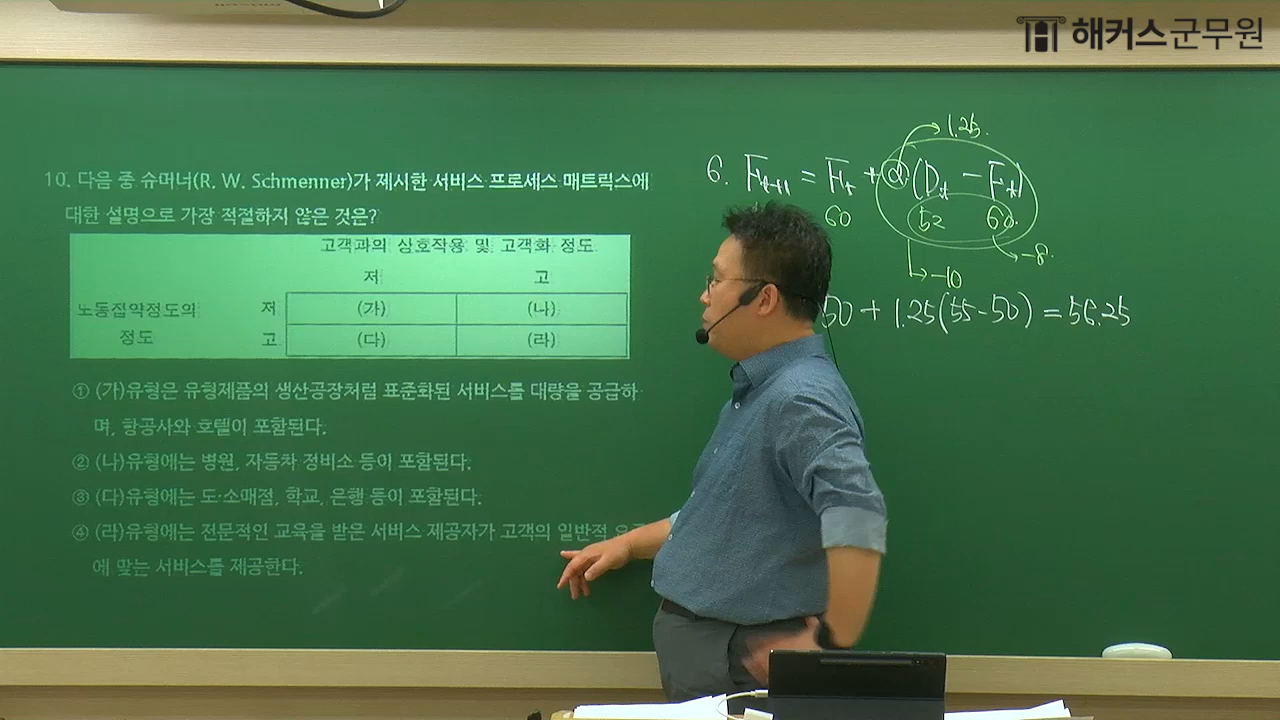 해커스군무원
10. 다음 중 슈머너(R. W. Schmenner)가 제시한 서비스 프로세스 매트릭스에
대한 설명으로 가장 적절하지 않은 것은?
고객과의 상호작용 및 고객화 정도
저 고
노동집약정도의 저 (가) (나)
정도 고 (다) (라)
① (가)유형은 유형제품의 생산공장처럼 표준화된 서비스를 대량을 공급하
며, 항공사와 호텔이 포함된다.
② (나)유형에는 병원, 자동차 정비소 등이 포함된다.
③ (다)유형에는 도·소매점, 학교, 은행 등이 포함된다.
④ (라)유형에는 전문적인 교육을 받은 서비스 제공자가 고객의 일반적
에 맞는 서비스를 제공한다.
1.25.
6. Ft+1 = Ft + α(Dt - Ft)
60 52 60
-8.
-10
50 + 1.25(55-50) = 56.25